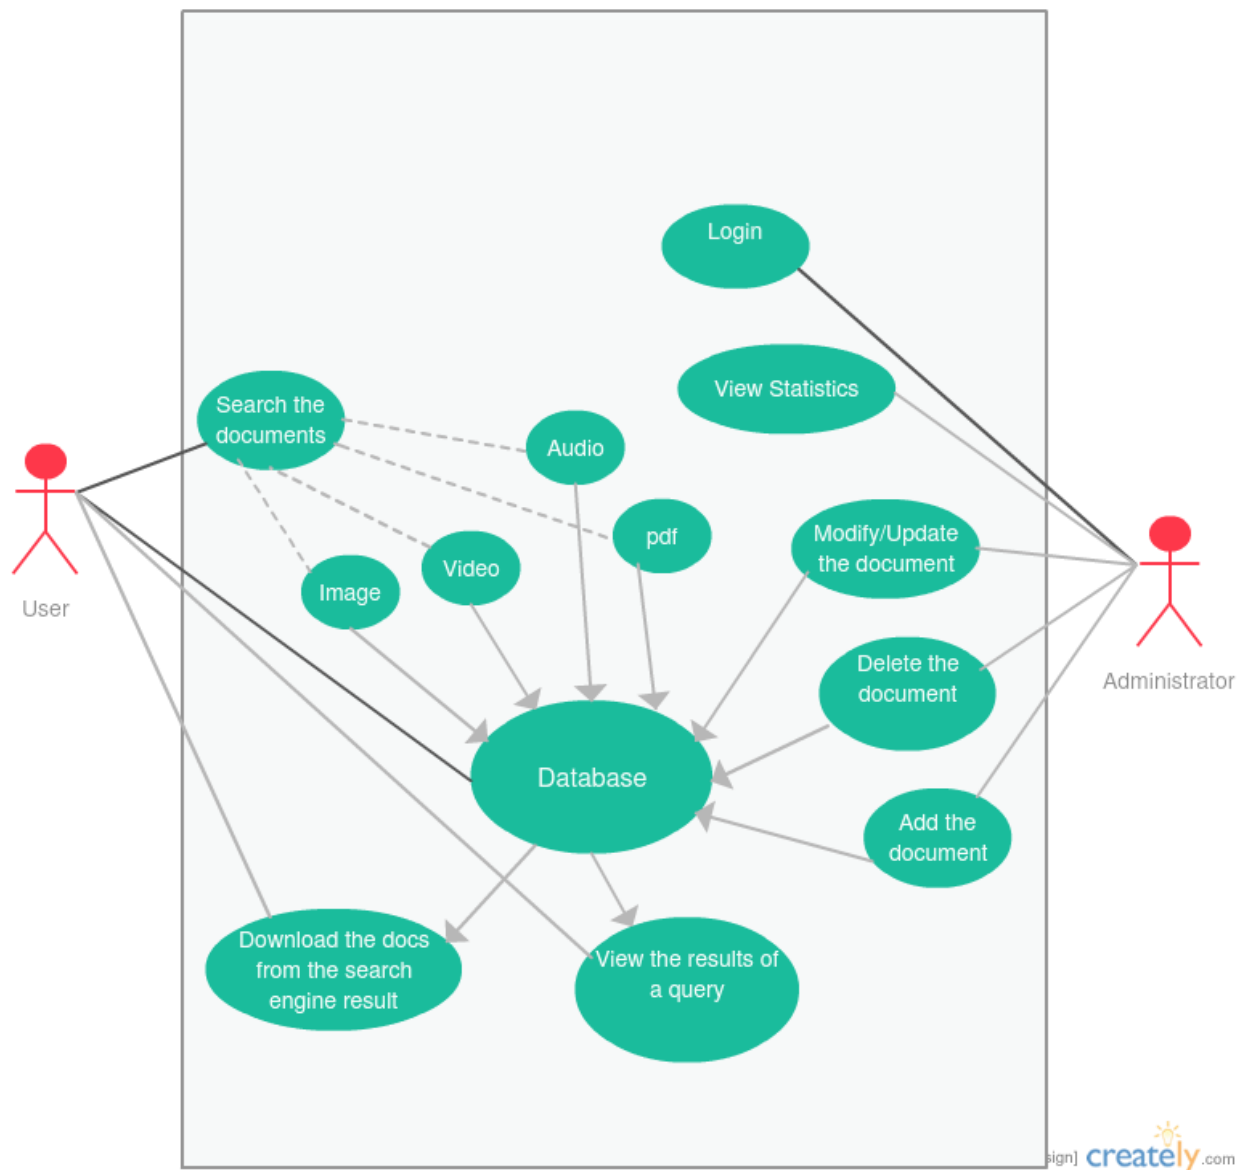 Login
View Statistics
Search the
documents
Audio
pdf
Modify/Update
the document
Video
Image
User
Delete the
document
Administrator
Database
Add the
document
Download the docs
from the search
engine result
View the results of
a query
sign]
creately.com